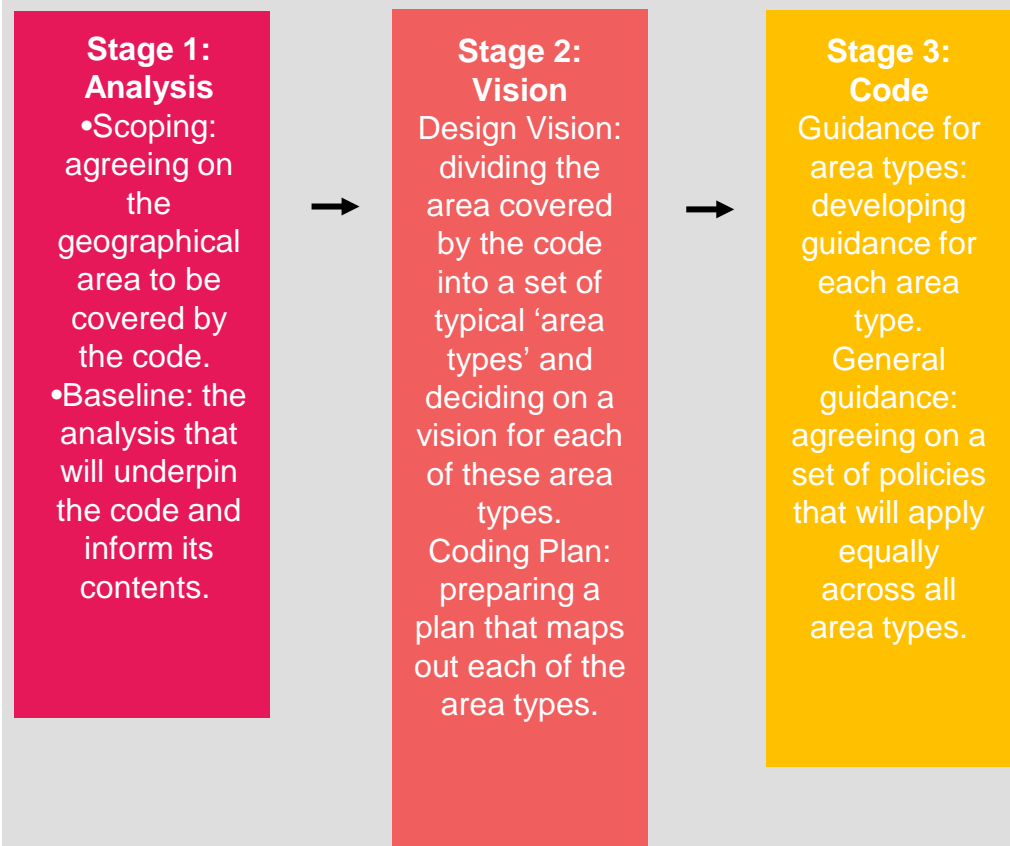 Stage 1:
Analysis
•Scoping:
agreeing on
the
geographical
area to be
covered by
the code.
•Baseline: the
analysis that
will underpin
the code and
inform its
contents.
Stage 2:
Vision
Design Vision:
dividing the
area covered
by the code
into a set of
typical ‘area
types’ and
deciding on a
vision for each
of these area
types.
Coding Plan:
preparing a
plan that maps
out each of the
area types.
Stage 3:
Code
Guidance for
area types:
developing
guidance for
each area
type.
General
guidance:
agreeing on a
set of policies
that will apply
equally
across all
area types.